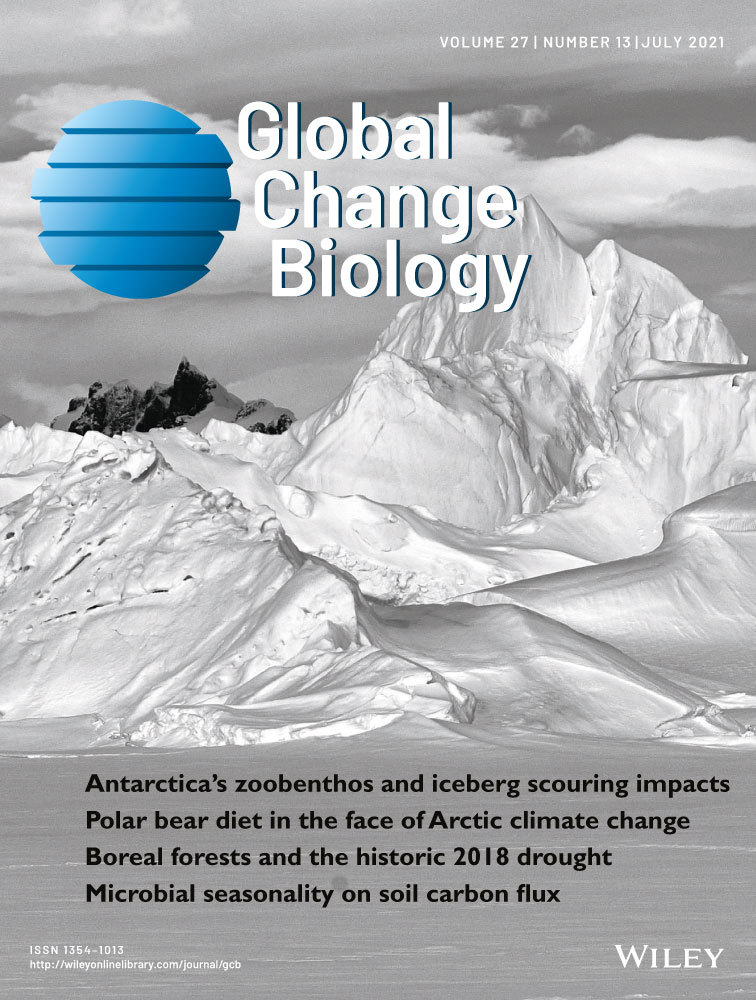 VOLUME 27 | NUMBER 13 | JULY 2021
Global
Change
Biology
Antarctica's zoobenthos and iceberg scouring impacts
Polar bear diet in the face of Arctic climate change
Boreal forests and the historic 2018 drought
Microbial seasonality on soil carbon flux
ISSN 1354-1013
http://wileyonlinelibrary.com/journal/gcb
WILEY